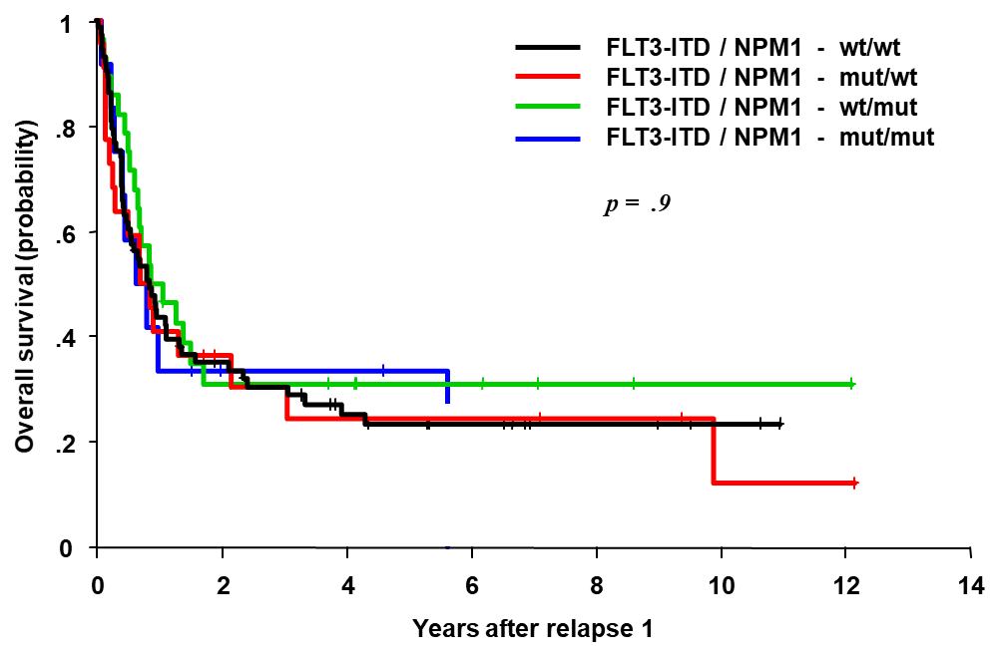 1
.8
.6
.4
.2
0
Overall survival (probability)
FLT3-ITD / NPM1 - wt/wt
FLT3-ITD / NPM1 - mut/wt
FLT3-ITD / NPM1 - wt/mut
FLT3-ITD / NPM1 - mut/mut
p = .9
0 2 4 6 8 10 12 14
Years after relapse 1